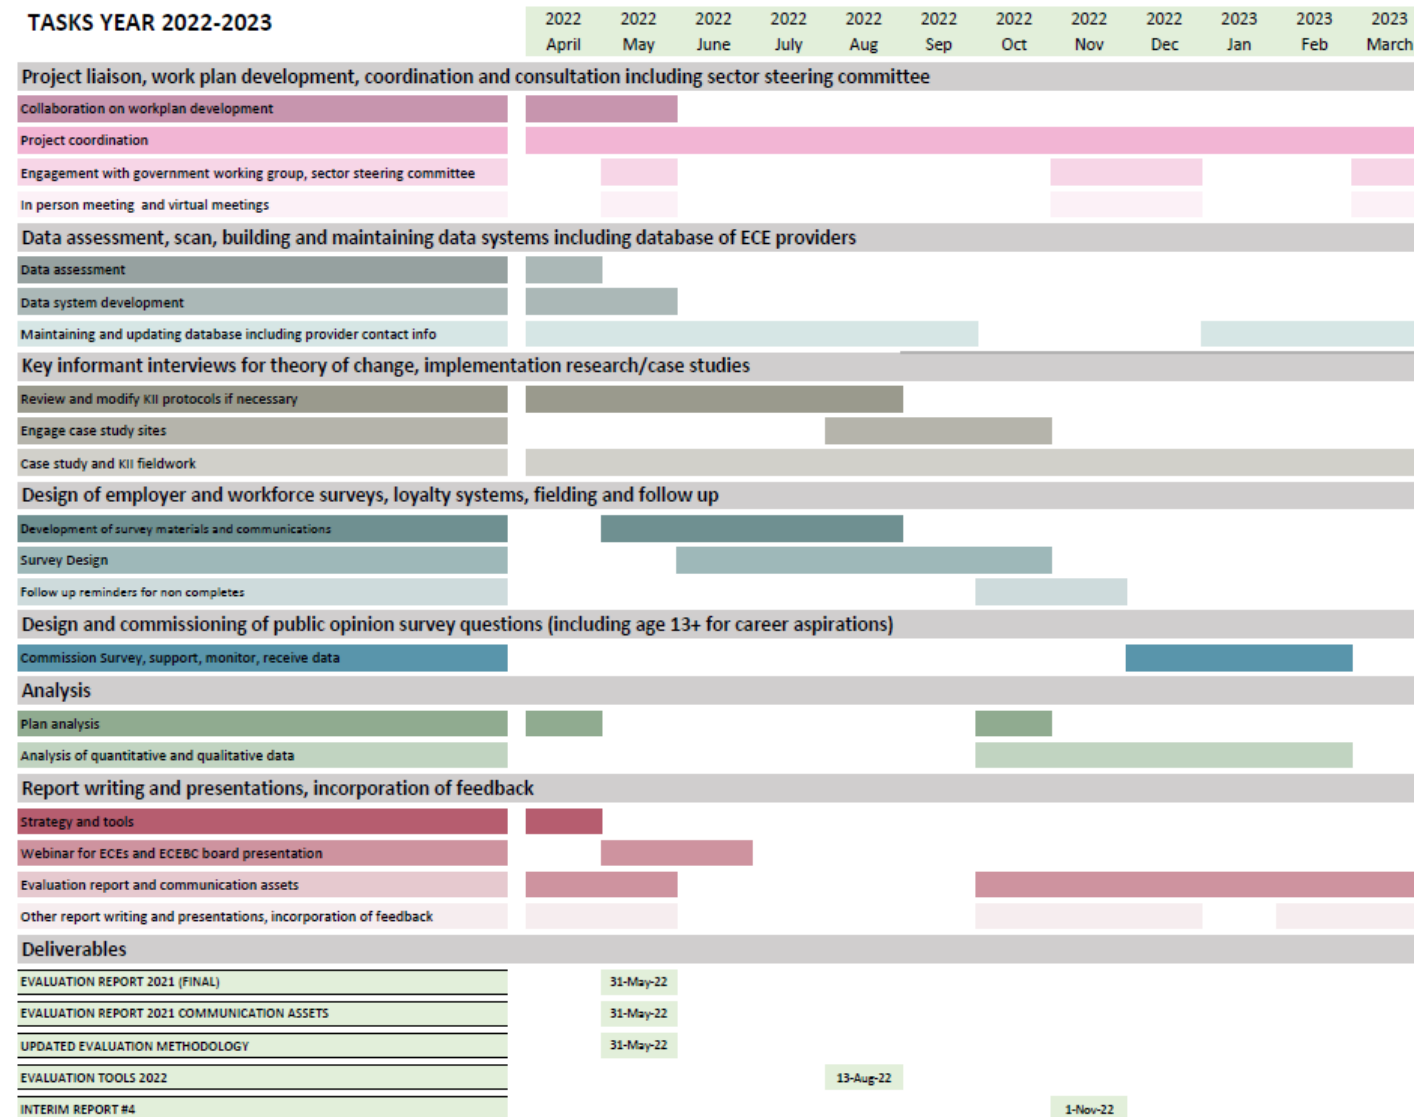 TASKS YEAR 2022-2023
2022 2022 2022 2022 2022 2022 2022 2022 2022 2023 2023 2023
April May June July Aug Sep Oct Nov Dec Jan Feb March
Project liaison, work plan development, coordination and consultation including sector steering committee
Collaboration on workplan development
Project coordination
Engagement with government working group, sector steering committee
In person meeting and virtual meetings
Data assessment, scan, building and maintaining data systems including database of ECE providers
Data assessment
Data system development
Maintaining and updating database including provider contact info
Key informant interviews for theory of change, implementation research/case studies
Review and modify KII protocols if necessary
Engage case study sites
Case study and KII fieldwork
Design of employer and workforce surveys, loyalty systems, fielding and follow up
Development of survey materials and communications
Survey Design
Follow up reminders for non completes
Design and commissioning of public opinion survey questions (including age 13+ for career aspirations)
Commission Survey, support, monitor, receive data
Analysis
Plan analysis
Analysis of quantitative and qualitative data
Report writing and presentations, incorporation of feedback
Strategy and tools
Webinar for ECEs and ECEBC board presentation
Evaluation report and communication assets
Other report writing and presentations, incorporation of feedback
Deliverables
EVALUATION REPORT 2021 (FINAL) 31-May-22
EVALUATION REPORT 2021 COMMUNICATION ASSETS 31-May-22
UPDATED EVALUATION METHODOLOGY 31-May-22
EVALUATION TOOLS 2022 13-Aug-22
INTERIM REPORT #4 1-Nov-22